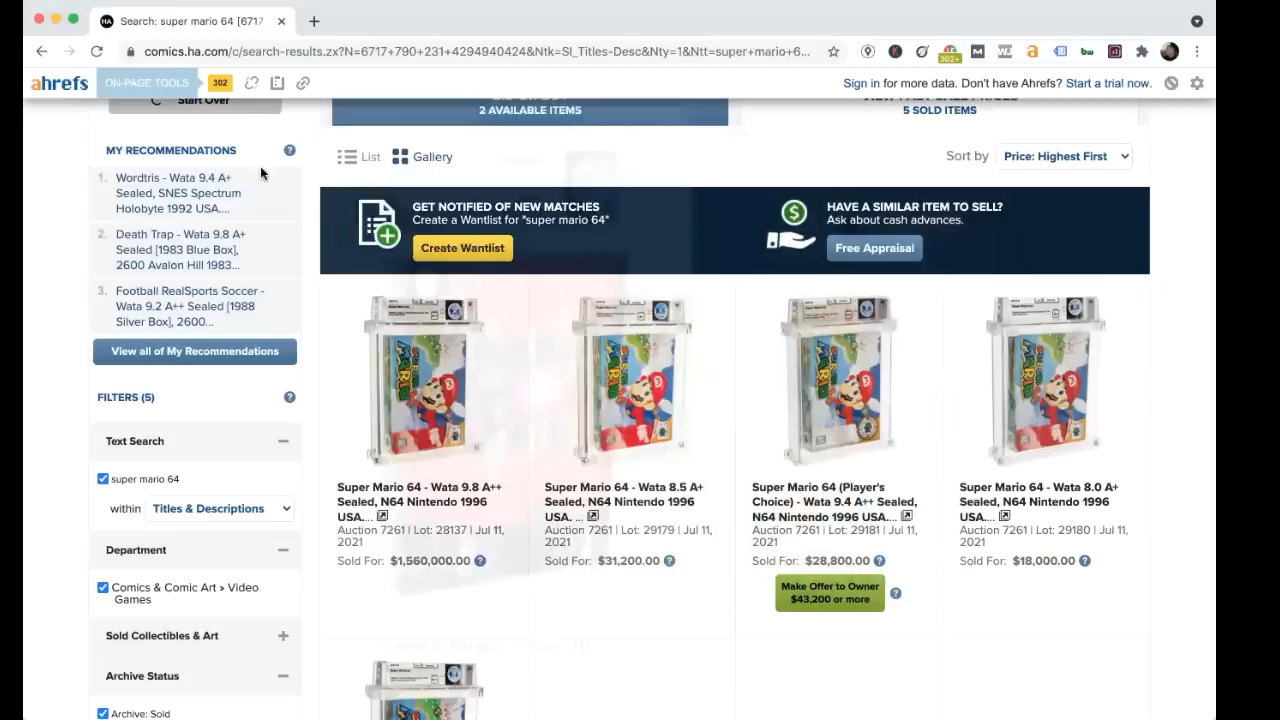 Search: super mario 64 [6717
comics.ha.com/c/search-results.zx?N=6717+790+231+4294940424&Ntk=SI_Titles-Desc&Nty=1&Ntt=super+mario+6...
302+
ahrefs
ON-PAGE TOOLS
302
Sign in for more data. Don't have Ahrefs? Start a trial now.
Start Over
2 AVAILABLE ITEMS
5 SOLD ITEMS
MY RECOMMENDATIONS
1. Wordtris - Wata 9.4 A+
Sealed, SNES Spectrum
Holobyte 1992 USA....
2. Death Trap - Wata 9.8 A+
Sealed [1983 Blue Box],
2600 Avalon Hill 1983...
3. Football RealSports Soccer -
Wata 9.2 A++ Sealed [1988
Silver Box], 2600...
View all of My Recommendations
FILTERS (5)
Text Search
super mario 64
within Titles & Descriptions
Department
Comics & Comic Art » Video
Games
Sold Collectibles & Art
Archive Status
Archive: Sold
List Gallery
Sort by Price: Highest First
GET NOTIFIED OF NEW MATCHES
Create a Wantlist for "super mario 64"
Create Wantlist
HAVE A SIMILAR ITEM TO SELL?
Ask about cash advances.
Free Appraisal
Super Mario 64 - Wata 9.8 A++
Sealed, N64 Nintendo 1996
USA....
Auction 7261 | Lot: 28137 | Jul 11,
2021
Sold For: $1,560,000.00
Super Mario 64 - Wata 8.5 A+
Sealed, N64 Nintendo 1996
USA. ...
Auction 7261 | Lot: 29179 | Jul 11,
2021
Sold For: $31,200.00
Super Mario 64 (Player's
Choice) - Wata 9.4 A++ Sealed,
N64 Nintendo 1996 USA....
Auction 7261 | Lot: 29181 | Jul 11,
2021
Sold For: $28,800.00
Make Offer to Owner
$43,200 or more
Super Mario 64 - Wata 8.0 A+
Sealed, N64 Nintendo 1996
USA....
Auction 7261 | Lot: 29180 | Jul 11,
2021
Sold For: $18,000.00